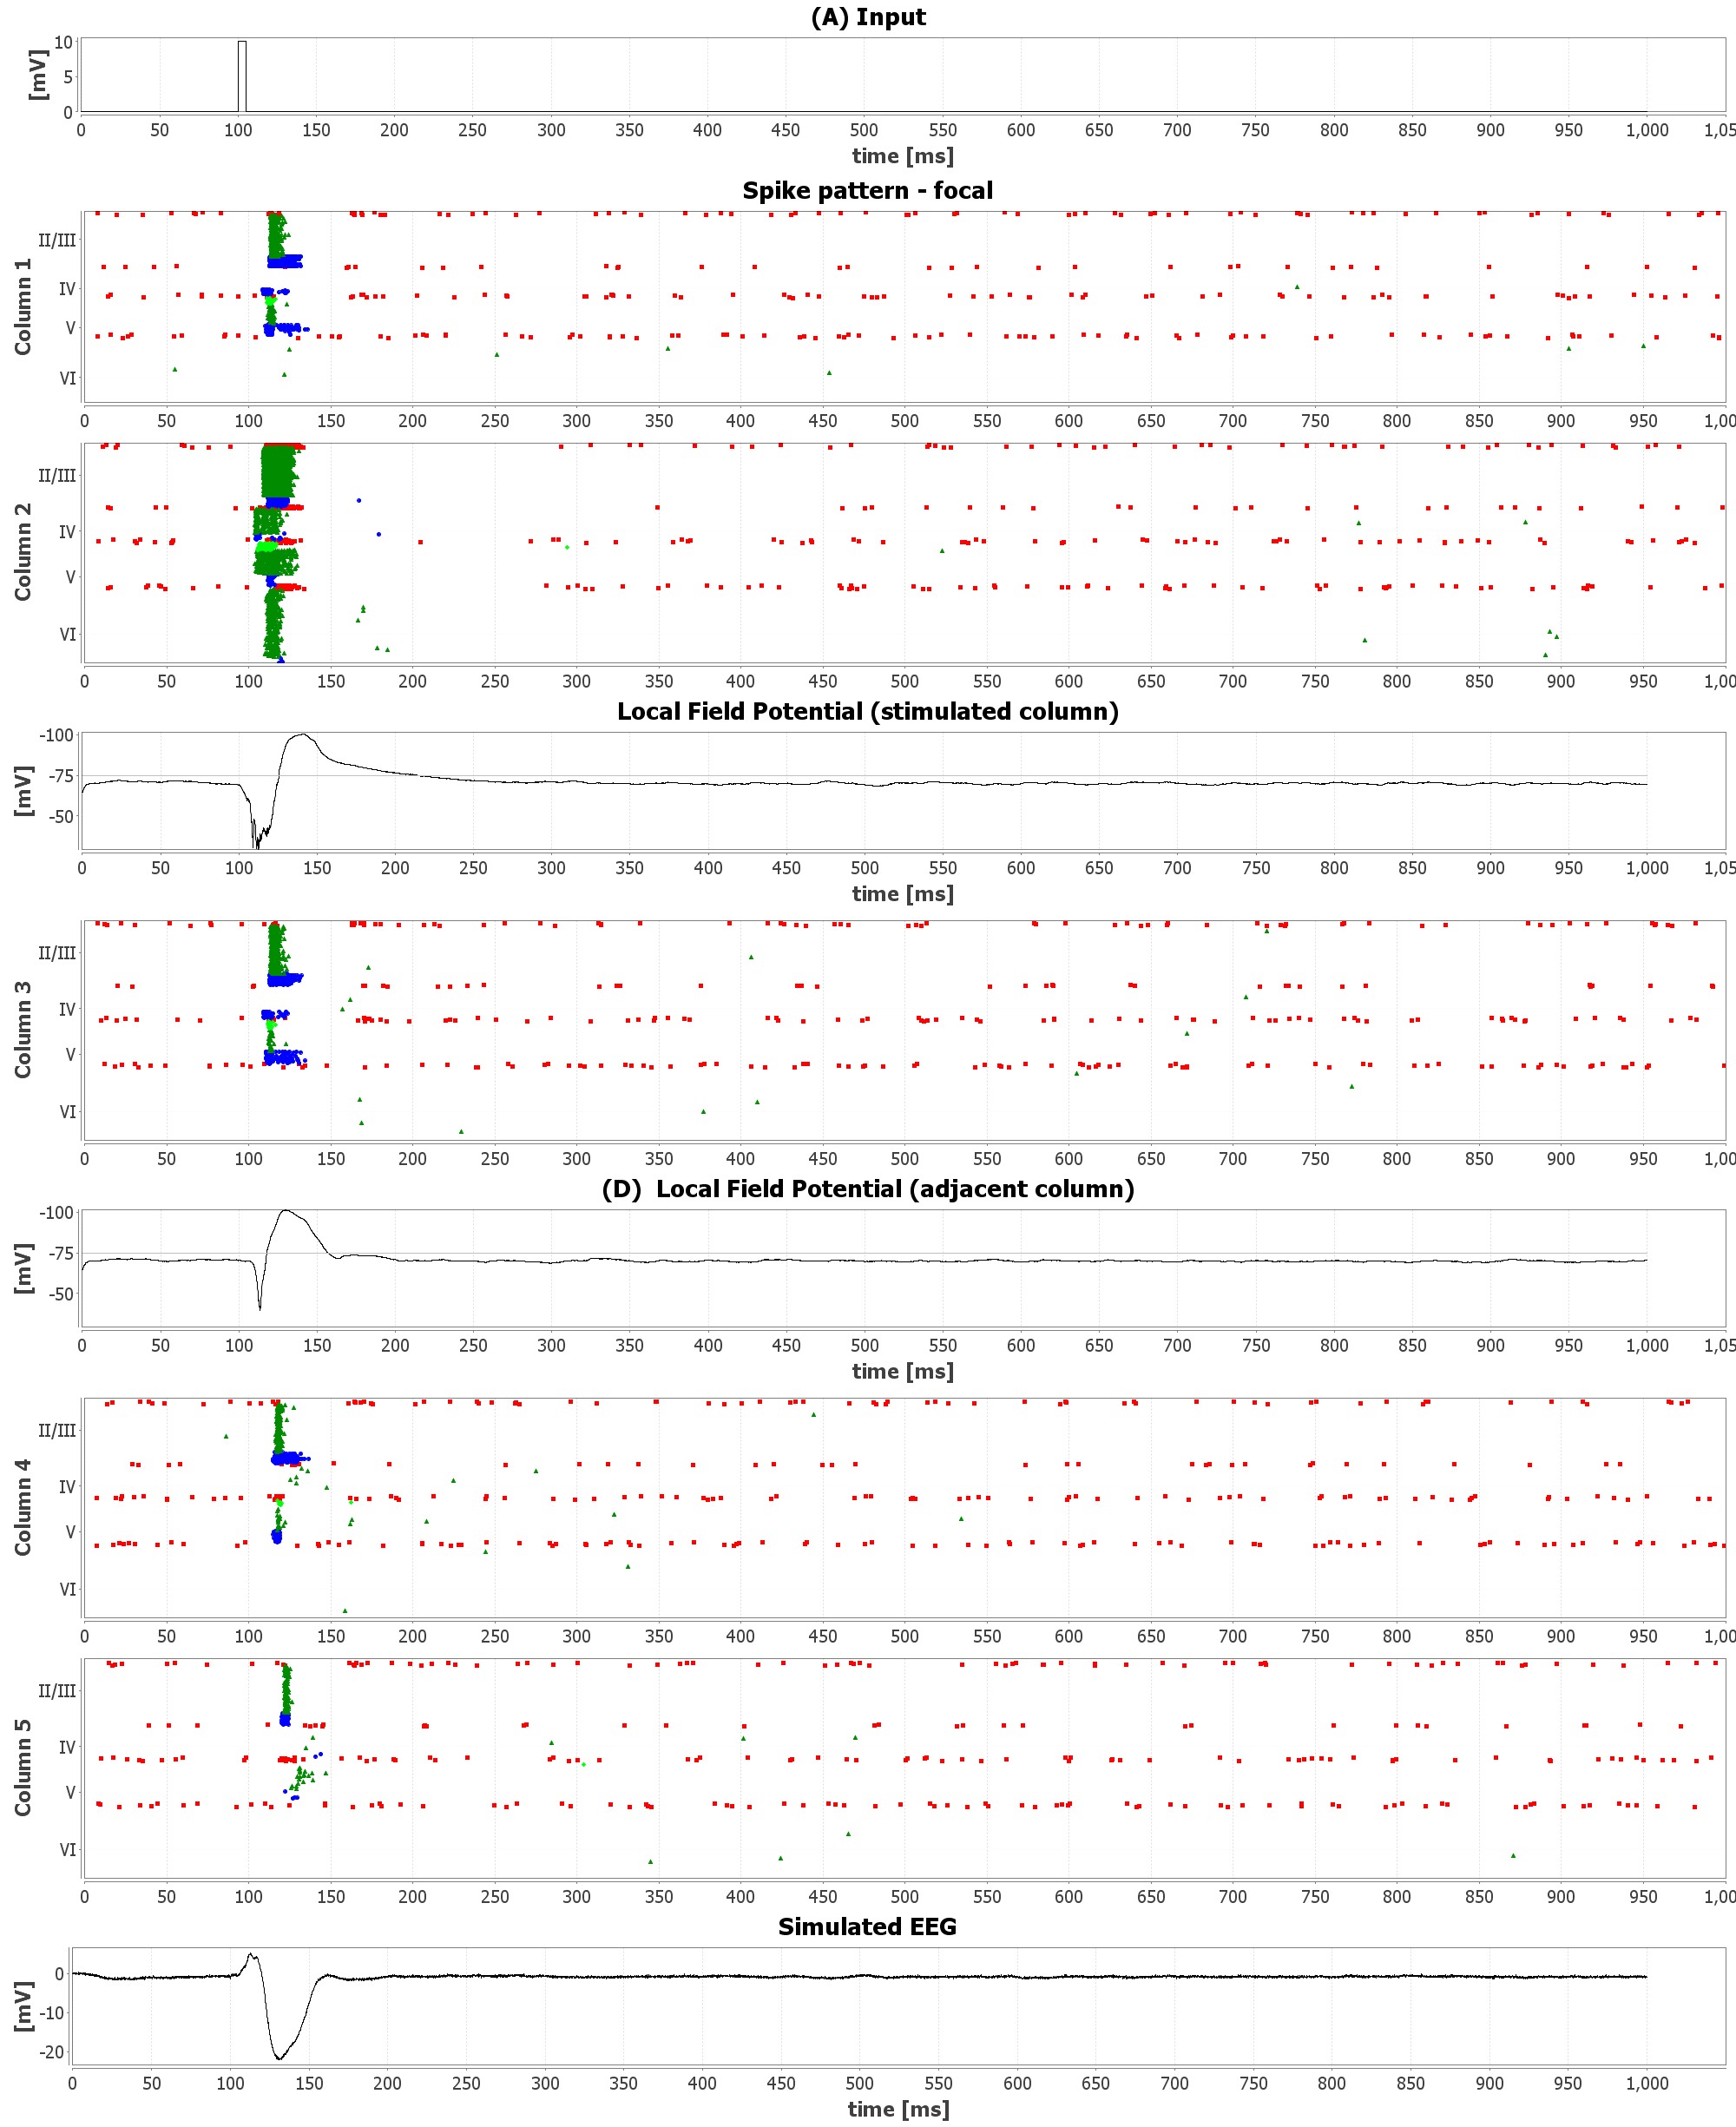 (A) Input
10
5
0
[mV]
0 50 100 150 200 250 300 350 400 450 500 550 600 650 700 750 800 850 900 950 1,000 1,05
time [ms]
Spike pattern - focal
Column 1
II/III
IV
V
VI
0 50 100 150 200 250 300 350 400 450 500 550 600 650 700 750 800 850 900 950 1,00
Column 2
II/III
IV
V
VI
0 50 100 150 200 250 300 350 400 450 500 550 600 650 700 750 800 850 900 950 1,00
Local Field Potential (stimulated column)
-100
-75
-50
[mV]
0 50 100 150 200 250 300 350 400 450 500 550 600 650 700 750 800 850 900 950 1,000 1,05
time [ms]
Column 3
II/III
IV
V
VI
0 50 100 150 200 250 300 350 400 450 500 550 600 650 700 750 800 850 900 950 1,00
(D) Local Field Potential (adjacent column)
-100
-75
-50
[mV]
0 50 100 150 200 250 300 350 400 450 500 550 600 650 700 750 800 850 900 950 1,000 1,05
time [ms]
Column 4
II/III
IV
V
VI
0 50 100 150 200 250 300 350 400 450 500 550 600 650 700 750 800 850 900 950 1,00
Column 5
II/III
IV
V
VI
0 50 100 150 200 250 300 350 400 450 500 550 600 650 700 750 800 850 900 950 1,00
Simulated EEG
0
-10
-20
[mV]
0 50 100 150 200 250 300 350 400 450 500 550 600 650 700 750 800 850 900 950 1,000
time [ms]